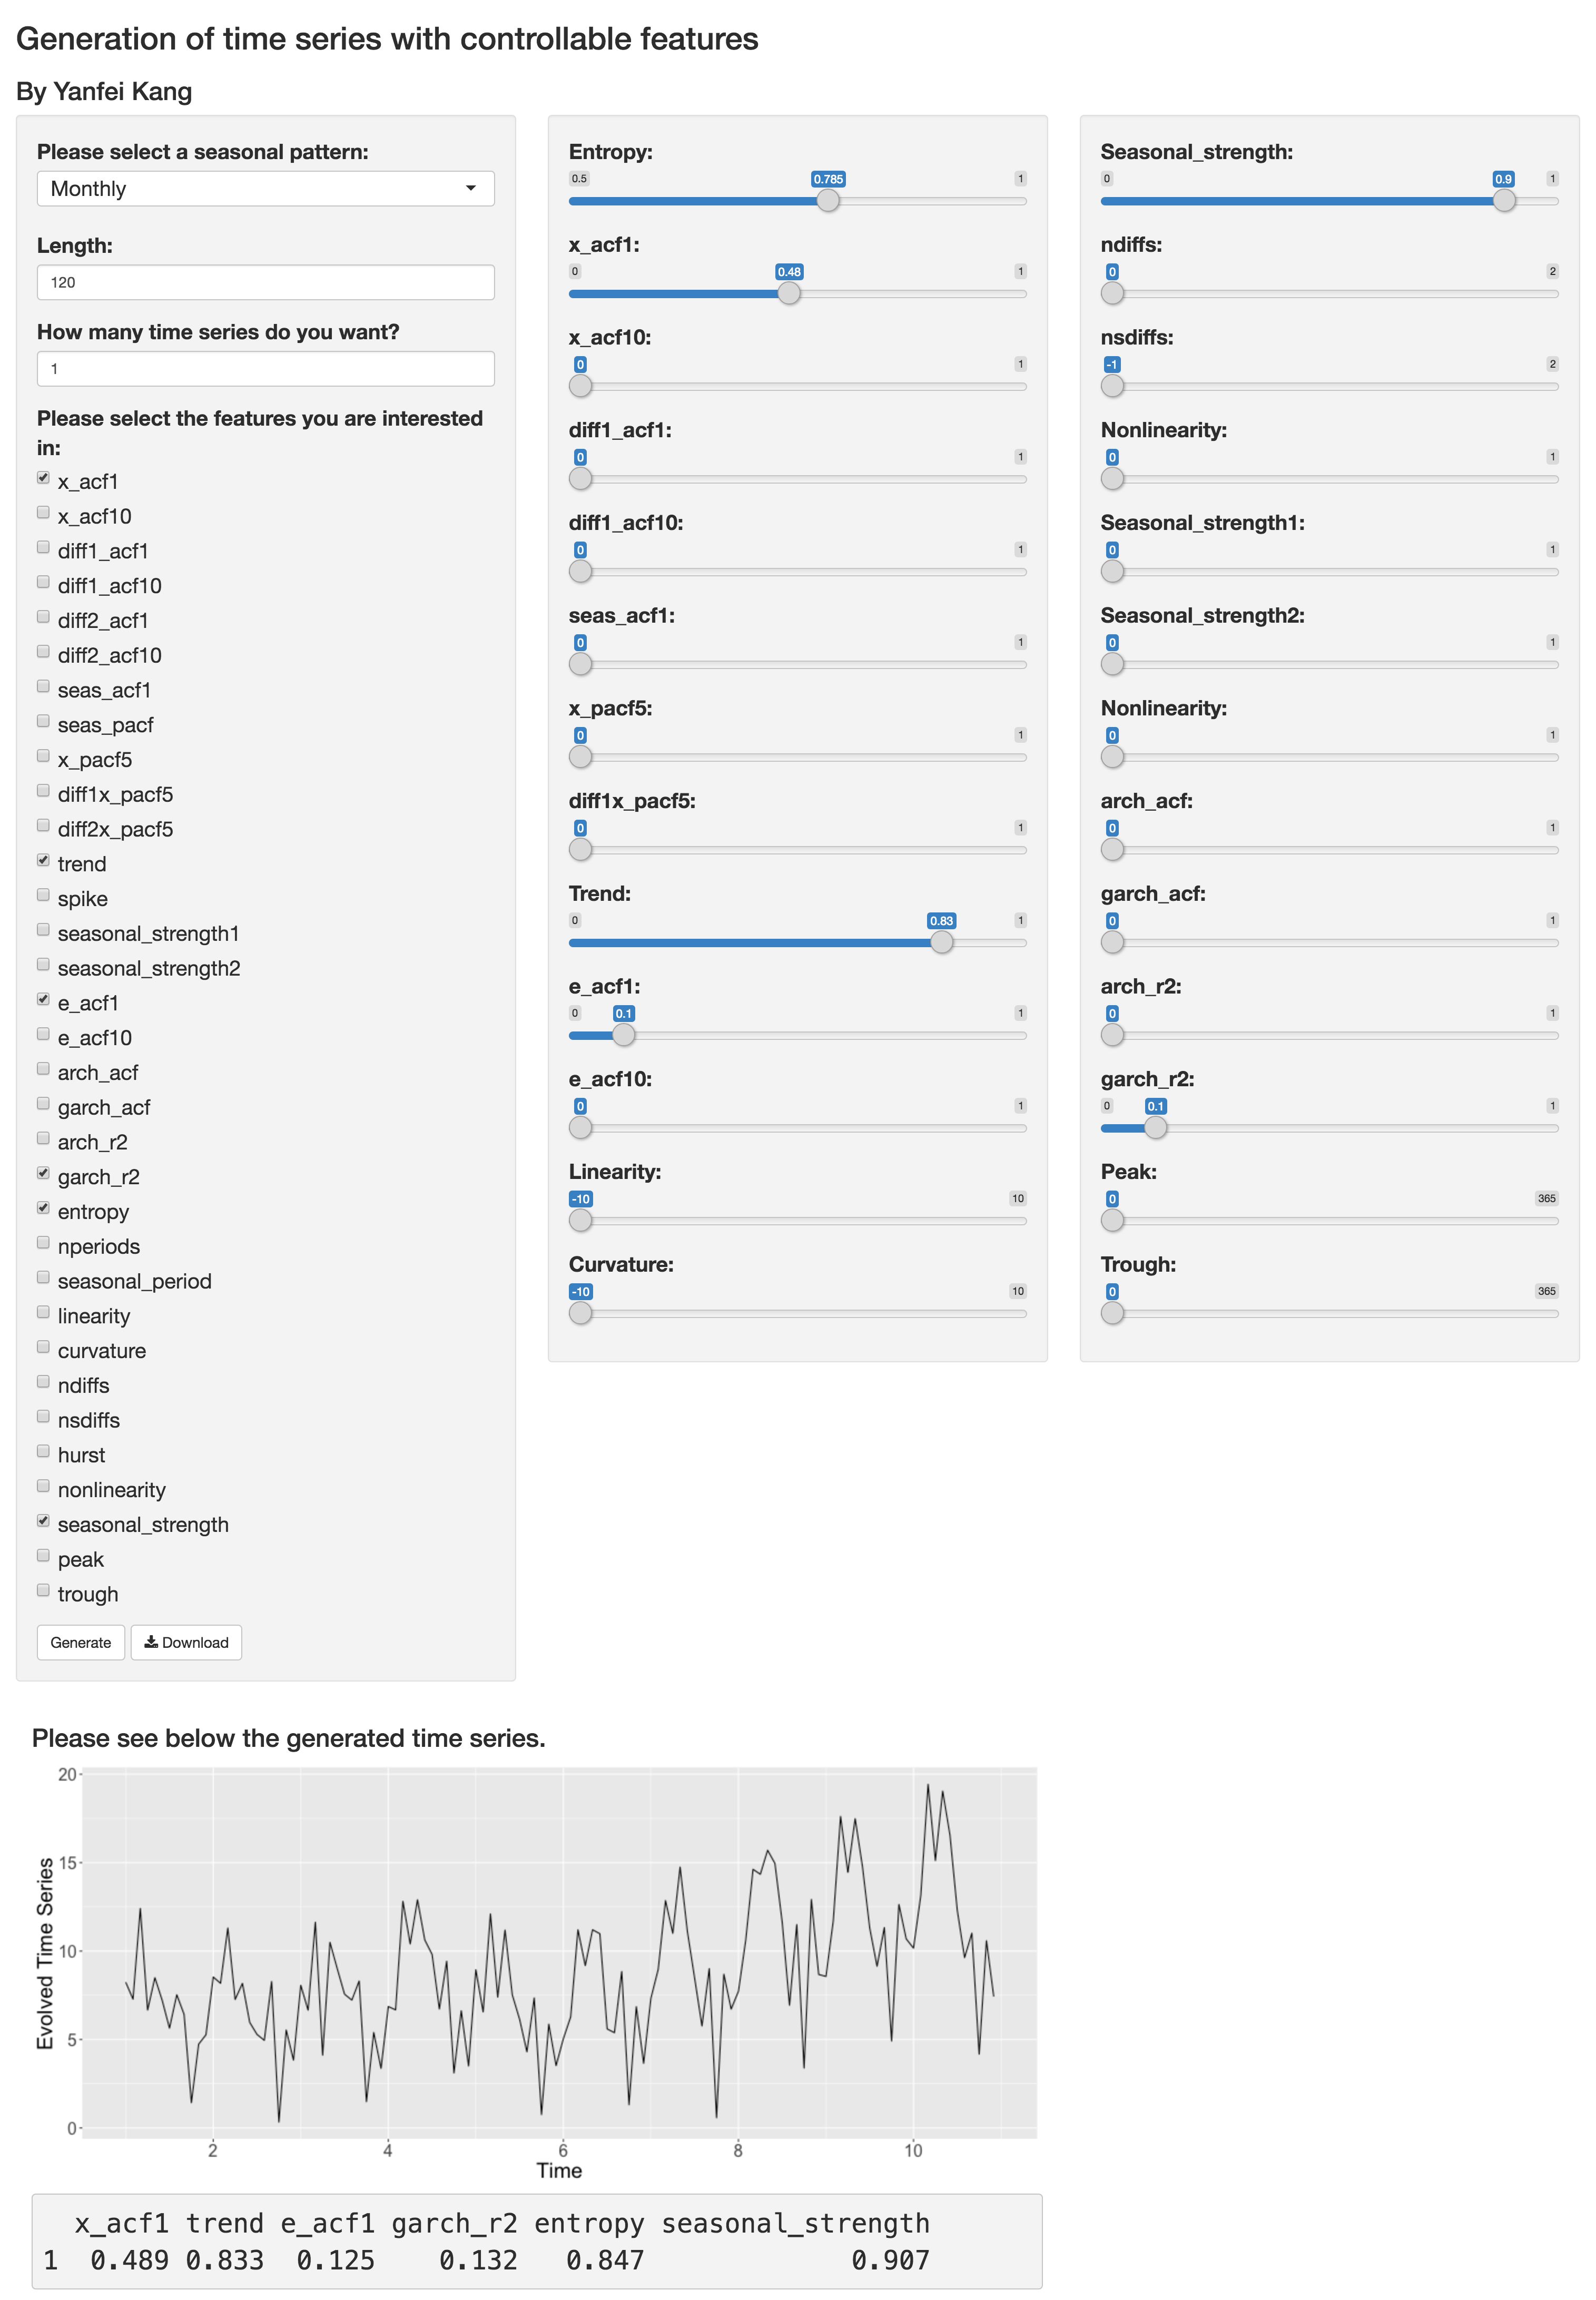 Generation of time series with controllable features
By Yanfei Kang
Please select a seasonal pattern:
Monthly
Length:
120
How many time series do you want?
1
Please select the features you are interested
in:
x_acf1
x_acf10
diff1_acf1
diff1_acf10
diff2_acf1
diff2_acf10
seas_acf1
seas_pacf
x_pacf5
diff1x_pacf5
diff2x_pacf5
trend
spike
seasonal_strength1
seasonal_strength2
e_acf1
e_acf10
arch_acf
garch_acf
arch_r2
garch_r2
entropy
nperiods
seasonal_period
linearity
curvature
ndiffs
nsdiffs
hurst
nonlinearity
seasonal_strength
peak
trough
Generate
Download
Entropy:
0.5 0.785 1
x_acf1:
0 0.48 1
x_acf10:
0 1
diff1_acf1:
0 1
diff1_acf10:
0 1
seas_acf1:
0 1
x_pacf5:
0 1
diff1x_pacf5:
0 1
Trend:
0 0.83 1
e_acf1:
0 0.1 1
e_acf10:
0 1
Linearity:
-10 10
Curvature:
-10 10
Seasonal_strength:
0 0.9 1
ndiffs:
0 2
nsdiffs:
-1 2
Nonlinearity:
0 1
Seasonal_strength1:
0 1
Seasonal_strength2:
0 1
Nonlinearity:
0 1
arch_acf:
0 1
garch_acf:
0 1
arch_r2:
0 1
garch_r2:
0 0.1 1
Peak:
0 365
Trough:
0 365
Please see below the generated time series.
Evolved Time Series
20
15
10
5
0
2 4 6 8 10
Time
x_acf1 trend e_acf1 garch_r2 entropy seasonal_strength
1 0.489 0.833 0.125 0.132 0.847 0.907